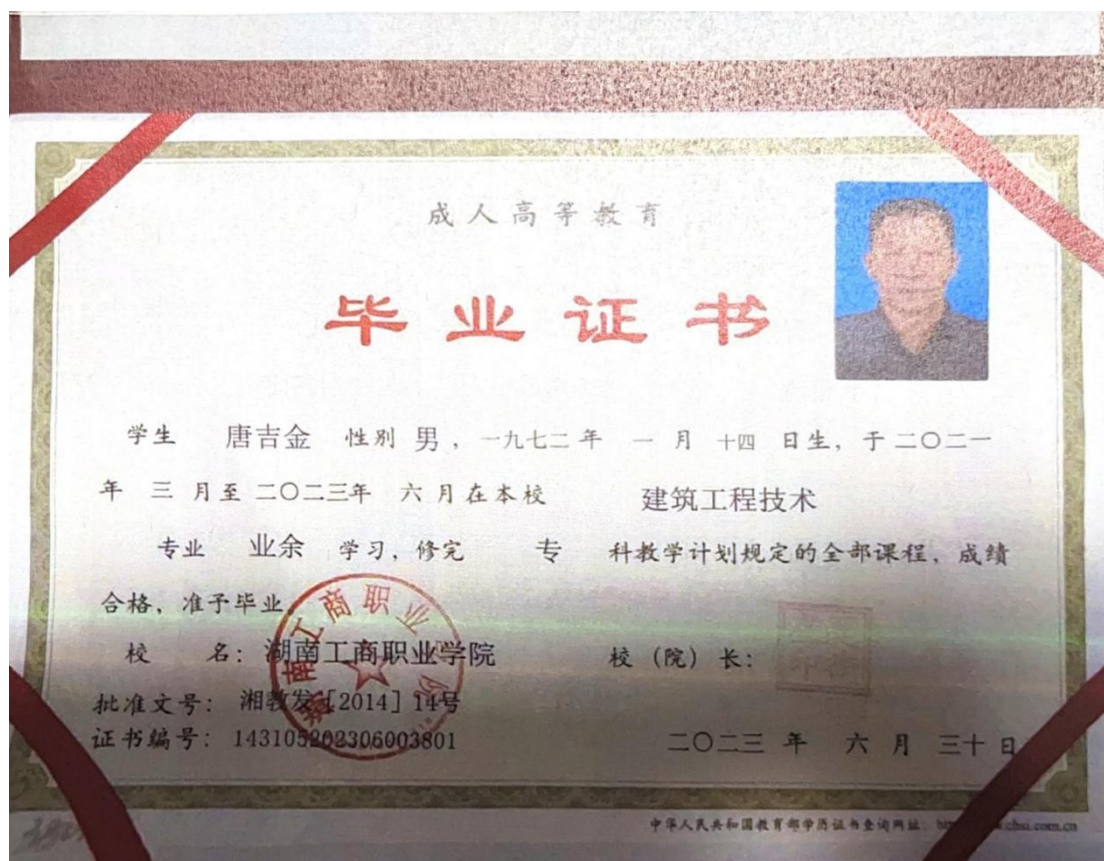 成人高等教育
毕业证书
学生 唐吉金 性别 男，一九七二年 一月 十四 日生，于二〇二一
年 三 月至二〇二三年 六月在本校 建筑工程技术
专业 业余 学习，修完 专 科教学计划规定的全部课程，成绩
合格，准予毕业。
校 名：湖南工商职业学院 校（院）长：
批准文号：湘教发［2014］14号
证书编号：143105202306003801 二〇二三 年 六 月 三十 日
中华人民共和国教育部学历证书查询网址：